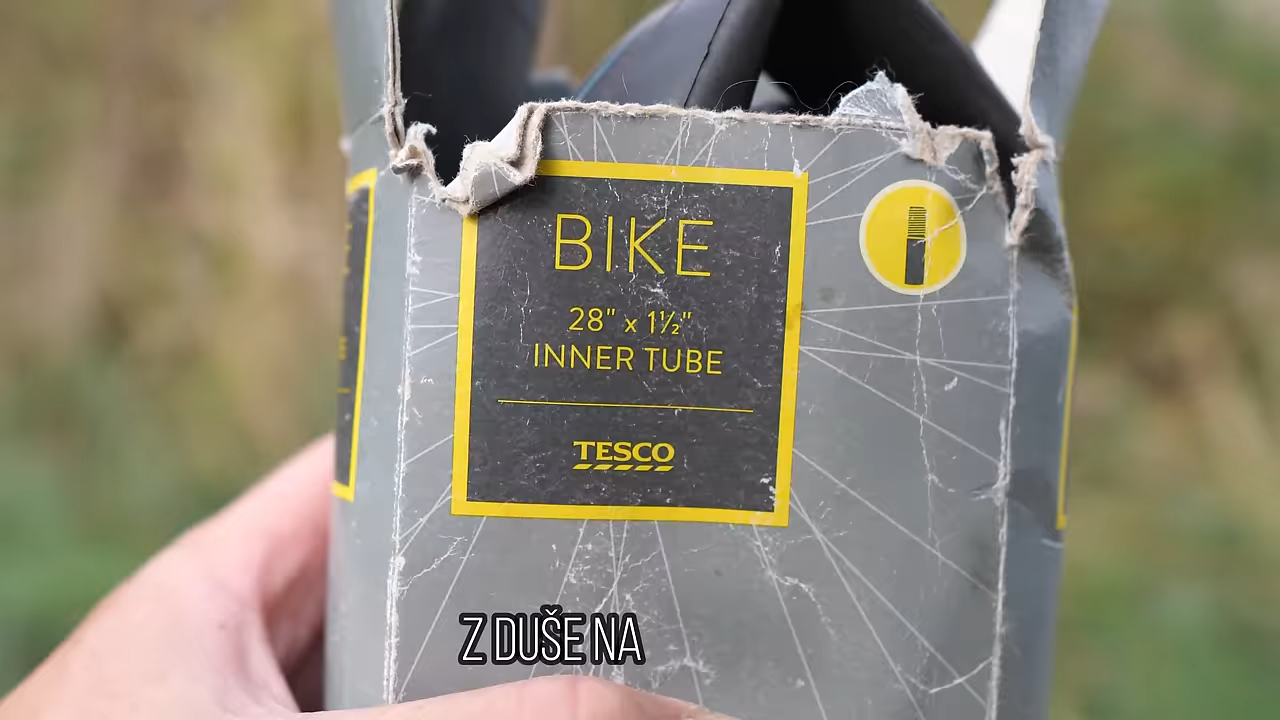 BIKE
28" x 1½"
INNER TUBE
TESCO
Z DUŠE NA